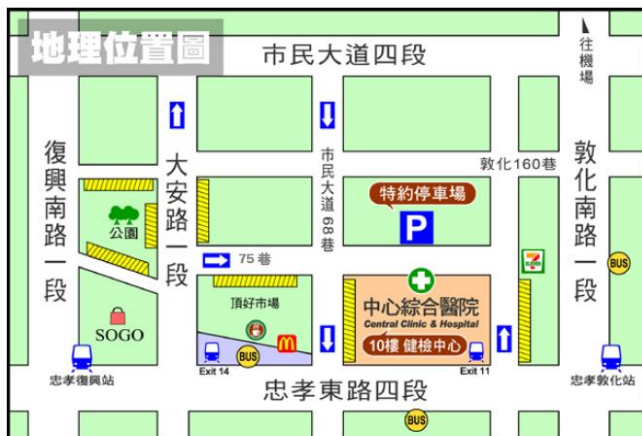 地理位置圖
市民大道四段
往機場
復興南路一段
大安路一段
市民大道68巷
敦化160巷
敦化南路一段
特約停車場
P
公園
75巷
BUS
頂好市場
中心綜合醫院
Central Clinic & Hospital
10樓 健檢中心
SOGO
BUS
Exit 14
Exit 11
忠孝復興站
忠孝敦化站
忠孝東路四段
BUS